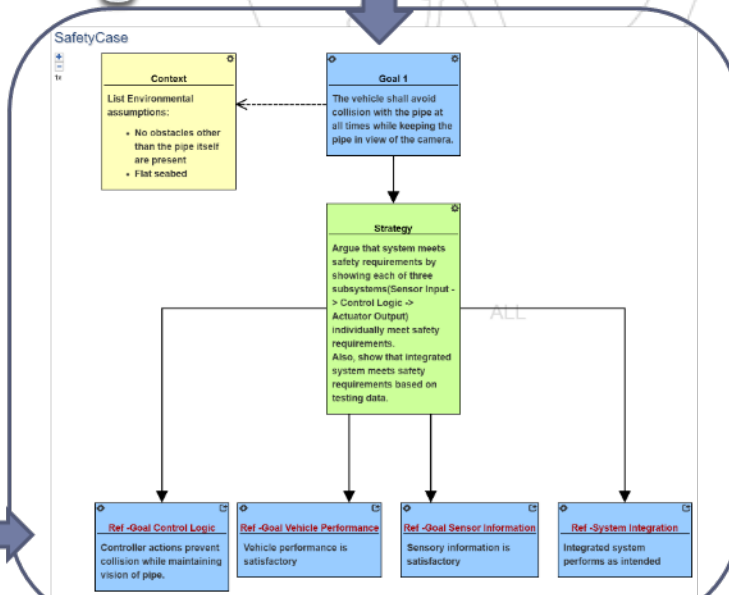 SafetyCase
1x
Context
List Environmental
assumptions:
• No obstacles other
than the pipe itself
are present
• Flat seabed
Goal 1
The vehicle shall avoid
collision with the pipe at
all times while keeping the
pipe in view of the camera.
Strategy
Argue that system meets
safety requirements by
showing each of three
subsystems(Sensor Input -
> Control Logic ->
Actuator Output)
individually meet safety
requirements.
Also, show that integrated
system meets safety
requirements based on
testing data.
ALL
Ref -Goal Control Logic
Controller actions prevent
collision while maintaining
vision of pipe.
Ref -Goal Vehicle Performance
Vehicle performance is
satisfactory
Ref -Goal Sensor Information
Sensory information is
satisfactory
Ref -System Integration
Integrated system
performs as intended